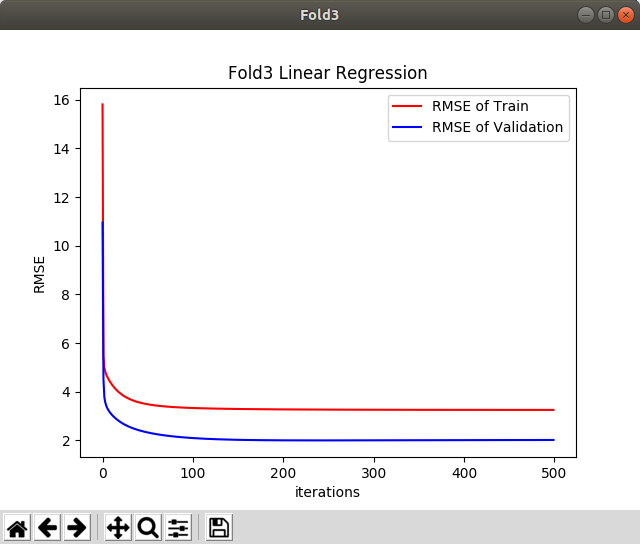 Fold3
Fold3 Linear Regression
RMSE of Train
RMSE of Validation
RMSE
16
14
12
10
8
6
4
2
0 100 200 300 400 500
iterations